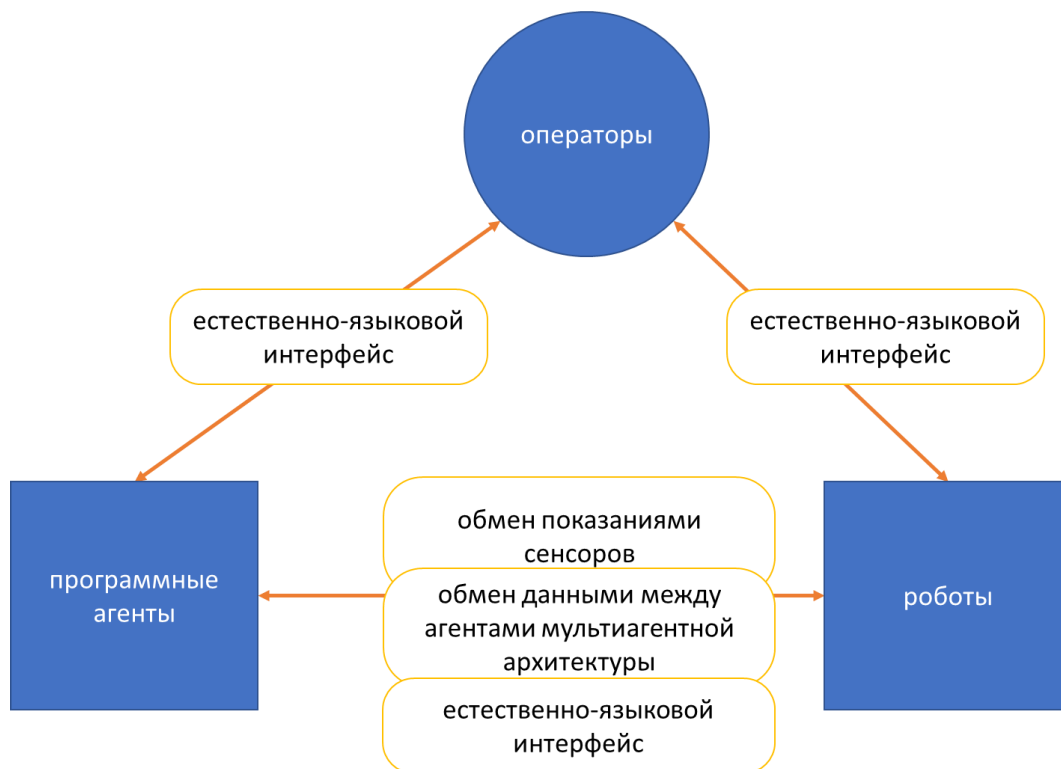 операторы
естественно-языковой
интерфейс
естественно-языковой
интерфейс
обмен показаниями
сенсоров
программные
агенты
обмен данными между
агентами мультиагентной
архитектуры
роботы
естественно-языковой
интерфейс